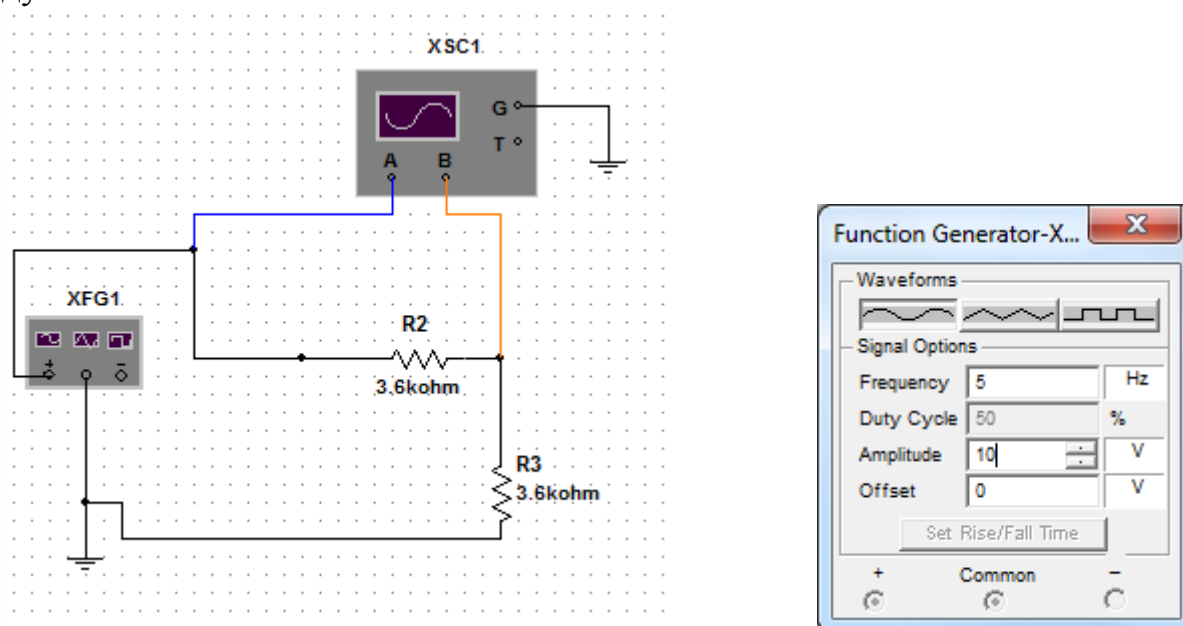 XSC1
G
T
A B
XFG1
+ -
R2
3.6kohm
R3
3.6kohm
Function Generator-X...
Waveforms
Signal Options
Frequency 5 Hz
Duty Cycle 50 %
Amplitude 10 V
Offset 0 V
Set Rise/Fall Time
+ Common -